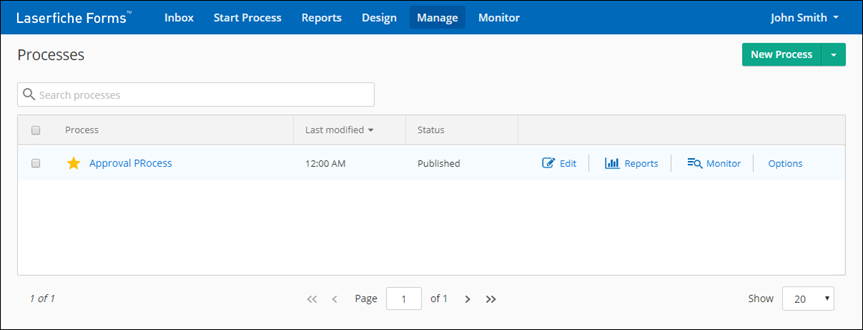 Laserfiche Forms™ Inbox Start Process Reports Design Manage Monitor John Smith
Processes New Process
Search processes
Process Last modified Status
Approval PRocess 12:00 AM Published Edit Reports Monitor Options
1 of 1 Page 1 of 1 Show 20